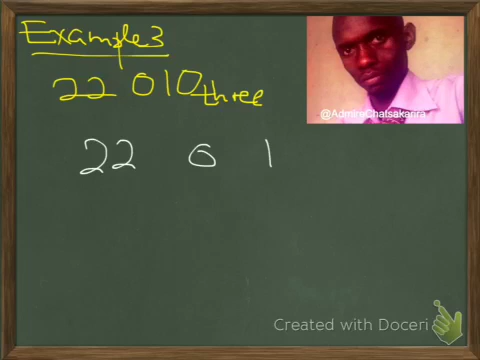 Example 3
22 010three
@AdmireChatsakanra
22 0 1
Created with Doceri